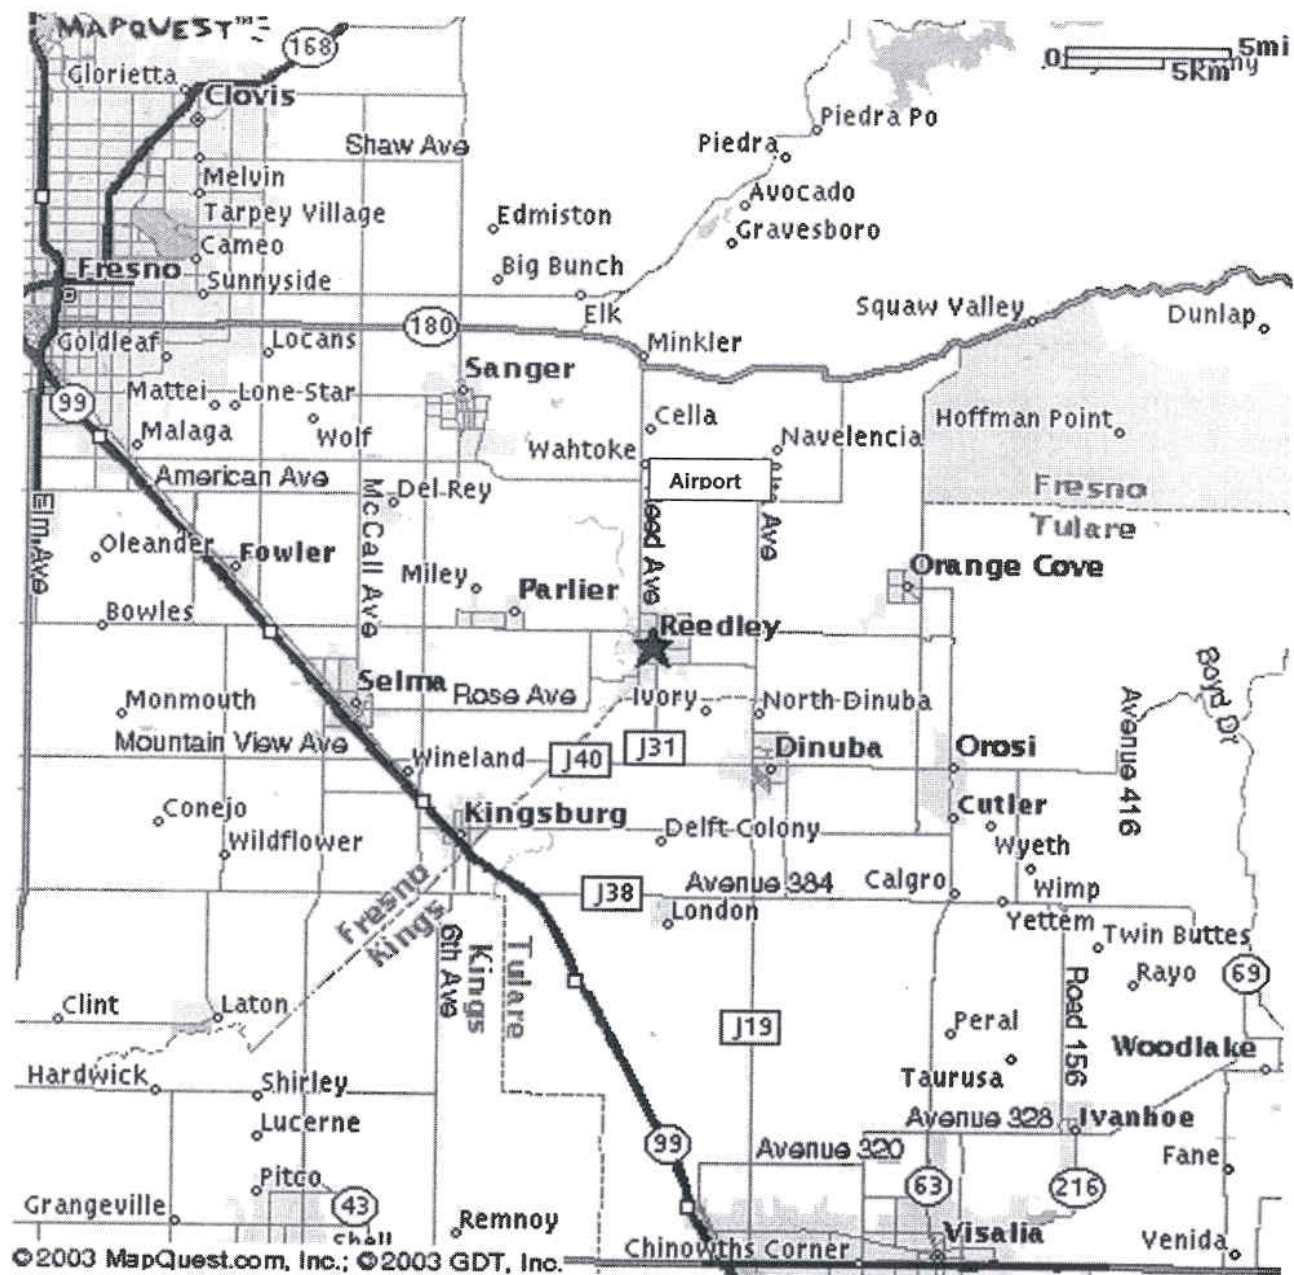 MAPQUEST™
168
0 5mi
5km
Glorietta
Clovis
Piedra Po
Shaw Ave
Piedra
Melvin
Avocado
Tarpey Village
Edmiston
Gravesboro
Cameo
Fresno
Big Bunch
Sunnyside
Elk
Squaw Valley
Dunlap
180
Goldleaf
Locans
Minkler
Sanger
Mattei
Lone-Star
99
Cella
Hoffman Point
Malaga
Wolf
Wahtoke
Navelencia
American Ave
Airport
Fresno
Tulare
McCall Ave
Del Rey
Elm Ave
Ave
Ave
Oleander
Fowler
Miley
Parlier
Orange Cove
Bowles
Reedley
Boyd Dr
Selma
Rose Ave
Ivory
North Dinuba
Avenue 416
Monmouth
Mountain View Ave
Wineland
J40
J31
Dinuba
Orosi
Conejo
Kingsburg
Delft Colony
Cutler
Wildflower
Wyeth
Fresno
Kings
J38
Avenue 384
Calgro
Wimp
Yettem
London
6th Ave
Kings
Tulare
Twin Buttes
Rayo
69
Clint
Laton
J19
Peral
Road 156
Woodlake
Taurusa
Hardwick
Shirley
Lucerne
99
Avenue 320
Avenue 328
Ivanhoe
Fane
Pitco
63
216
Grangeville
43
Shell
Remnoy
Chinowths Corner
Visalia
Venida
©2003 MapQuest.com, Inc.; ©2003 GDT, Inc.